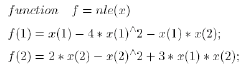 function f = nle(x)
f(1) = x(1) - 4 * x(1)^2 - x(1) * x(2);
f(2) = 2 * x(2) - x(2)^2 + 3 * x(1) * x(2);